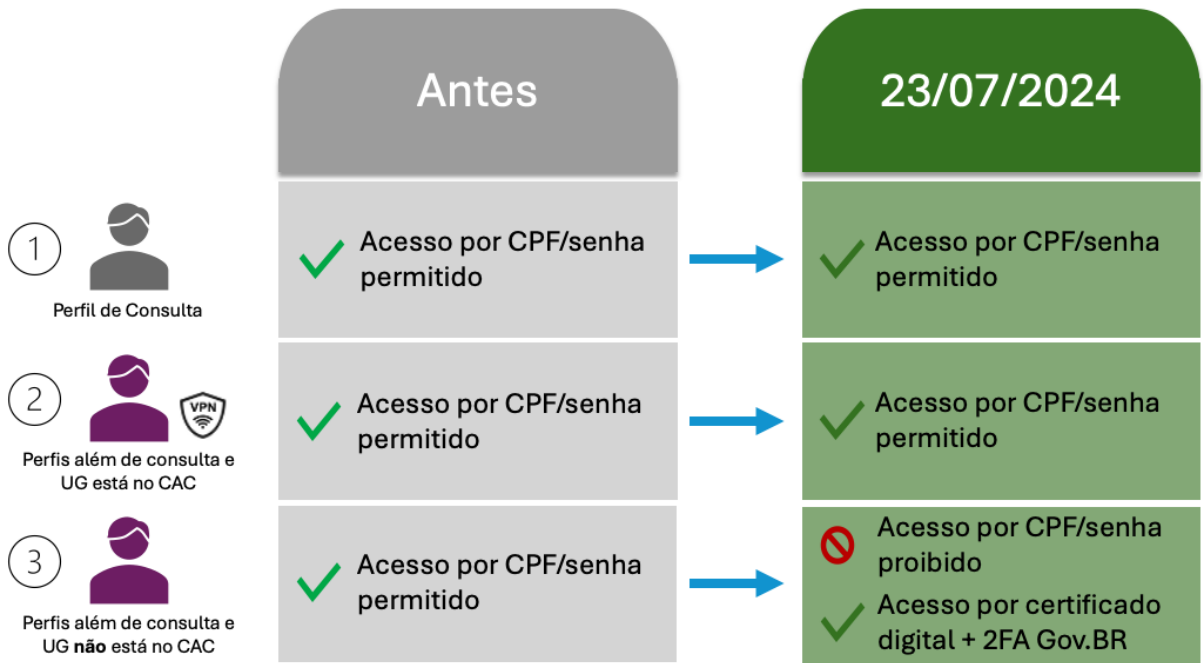 Antes
23/07/2024
1
Perfil de Consulta
Acesso por CPF/senha
permitido
Acesso por CPF/senha
permitido
2
VPN
Perfis além de consulta e
UG está no CAC
Acesso por CPF/senha
permitido
Acesso por CPF/senha
permitido
3
Perfis além de consulta e
UG não está no CAC
Acesso por CPF/senha
permitido
Acesso por CPF/senha
proibido
Acesso por certificado
digital + 2FA Gov.BR